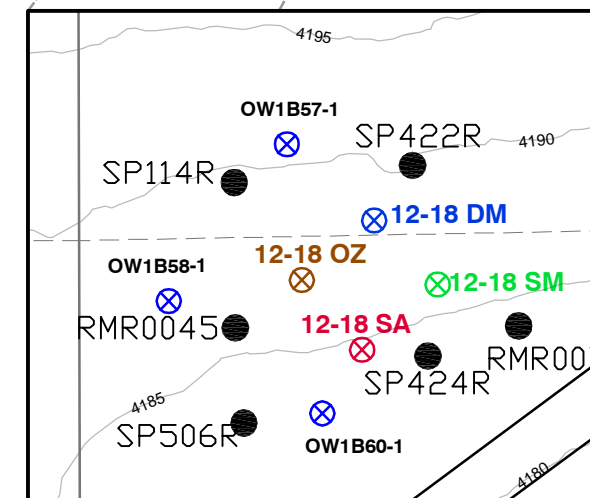 4195
OW1B57-1
SP422R
4190
SP114R
12-18 DM
12-18 OZ
OW1B58-1
12-18 SM
RMR0045
12-18 SA
RMR00
SP424R
4185
SP506R
OW1B60-1
4180